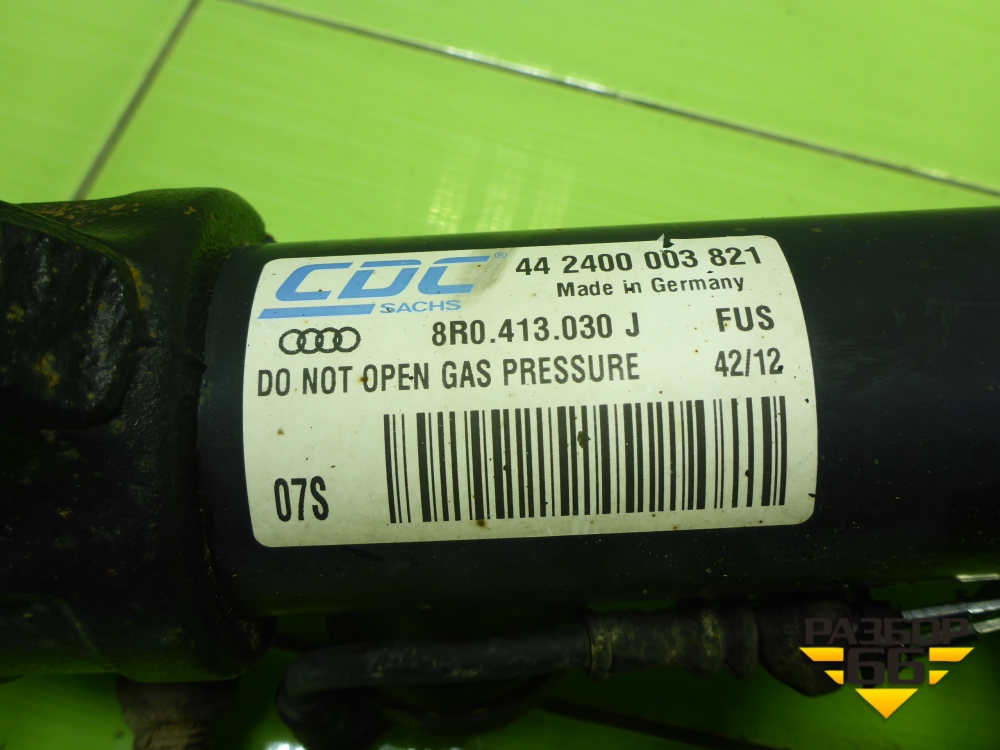 CDC® 44 2400 003 821
SACHS Made in Germany
8R0.413.030 J FUS
DO NOT OPEN GAS PRESSURE 42/12
07S
РАЗБОР
66